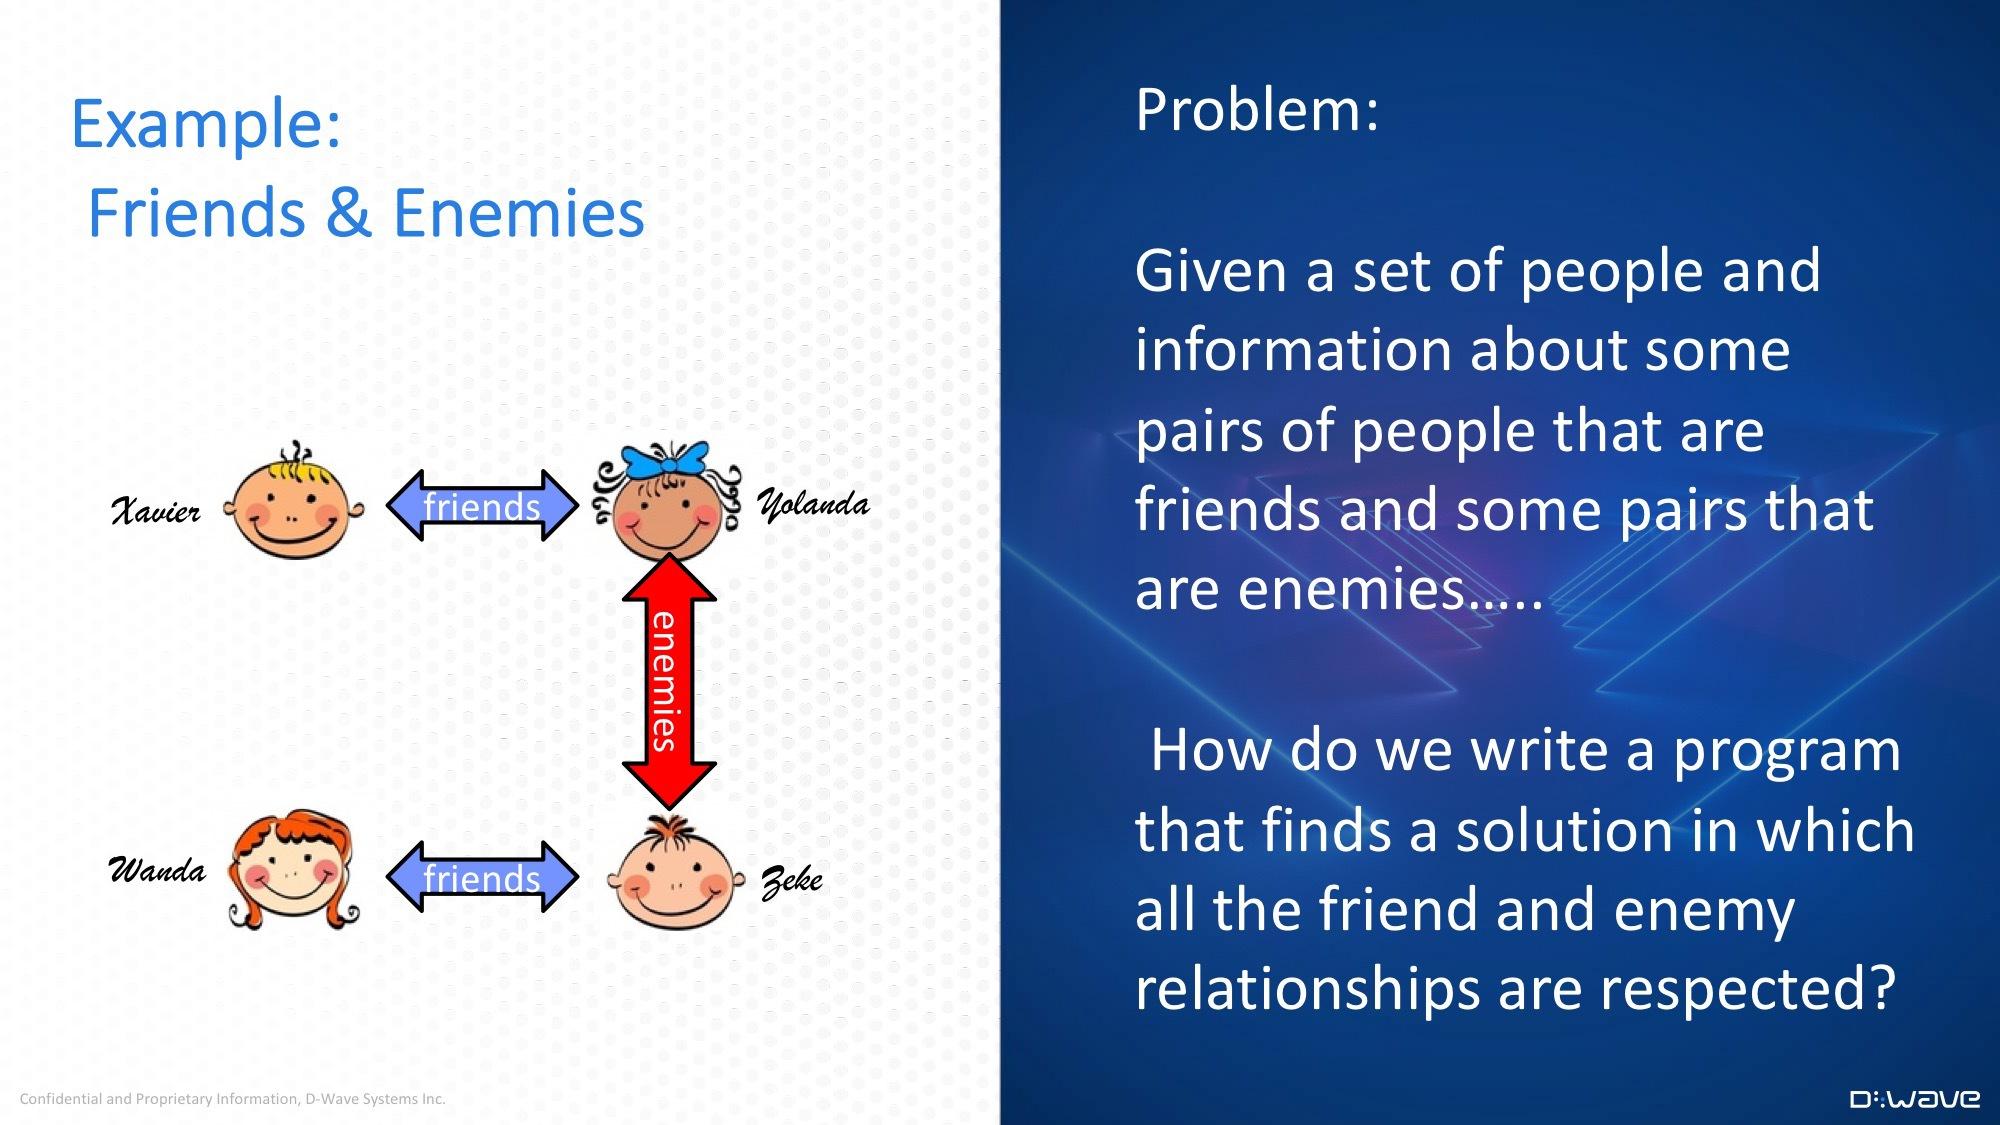 Example:
Friends & Enemies
Xavier
friends
Yolanda
enemies
Wanda
friends
Zeke
Confidential and Proprietary Information, D-Wave Systems Inc.
Problem:
Given a set of people and
information about some
pairs of people that are
friends and some pairs that
are enemies…..
How do we write a program
that finds a solution in which
all the friend and enemy
relationships are respected?
D:wave